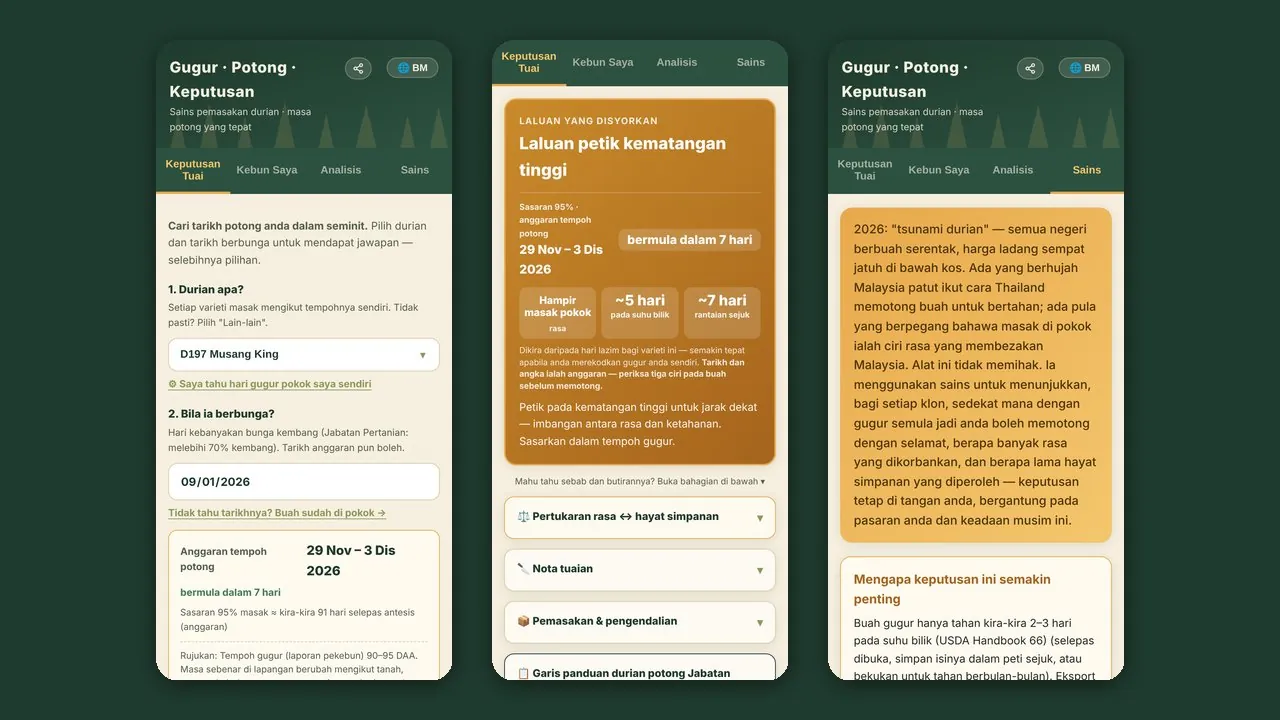 Gugur · Potong ·
Keputusan
🌐 BM
Sains pemasakan durian · masa
potong yang tepat
Keputusan
Tuai
Kebun Saya
Analisis
Sains
Cari tarikh potong anda dalam seminit. Pilih durian
dan tarikh berbunga untuk mendapat jawapan —
selebihnya pilihan.
1. Durian apa?
Setiap varieti masak mengikut tempohnya sendiri. Tidak
pasti? Pilih "Lain-lain".
D197 Musang King
⚙ Saya tahu hari gugur pokok saya sendiri
2. Bila ia berbunga?
Hari kebanyakan bunga kembang (Jabatan Pertanian:
melebihi 70% kembang). Tarikh anggaran pun boleh.
09/01/2026
Tidak tahu tarikhnya? Buah sudah di pokok →
Anggaran tempoh
potong
29 Nov – 3 Dis
2026
bermula dalam 7 hari
Sasaran 95% masak ≈ kira-kira 91 hari selepas antesis
(anggaran)
Rujukan: Tempoh gugur (laporan pekebun) 90–95 DAA.
Masa sebenar di lapangan berubah mengikut tanah,
Keputusan
Tuai
Kebun Saya
Analisis
Sains
LALUAN YANG DISYORKAN
Laluan petik kematangan
tinggi
Sasaran 95% ·
anggaran tempoh
potong
29 Nov – 3 Dis
2026
bermula dalam 7 hari
Hampir
masak pokok
rasa
~5 hari
pada suhu bilik
~7 hari
rantaian sejuk
Dikira daripada hari lazim bagi varieti ini — semakin tepat
apabila anda merekodkan gugur anda sendiri. Tarikh dan
angka ialah anggaran — periksa tiga ciri pada buah
sebelum memotong.
Petik pada kematangan tinggi untuk jarak dekat
— imbangan antara rasa dan ketahanan.
Sasarkan dalam tempoh gugur.
Mahu tahu sebab dan butirannya? Buka bahagian di bawah ▾
⚖️ Pertukaran rasa ↔ hayat simpanan
🔪 Nota tuaian
📦 Pemasakan & pengendalian
📋 Garis panduan durian potong Jabatan
Gugur · Potong ·
Keputusan
🌐 BM
Sains pemasakan durian · masa
potong yang tepat
Keputusan
Tuai
Kebun Saya
Analisis
Sains
2026: "tsunami durian" — semua negeri
berbuah serentak, harga ladang sempat
jatuh di bawah kos. Ada yang berhujah
Malaysia patut ikut cara Thailand
memotong buah untuk bertahan; ada pula
yang berpegang bahawa masak di pokok
ialah ciri rasa yang membezakan
Malaysia. Alat ini tidak memihak. Ia
menggunakan sains untuk menunjukkan,
bagi setiap klon, sedekat mana dengan
gugur semula jadi anda boleh memotong
dengan selamat, berapa banyak rasa
yang dikorbankan, dan berapa lama hayat
simpanan yang diperoleh — keputusan
tetap di tangan anda, bergantung pada
pasaran anda dan keadaan musim ini.
Mengapa keputusan ini semakin
penting
Buah gugur hanya tahan kira-kira 2–3 hari
pada suhu bilik (USDA Handbook 66) (selepas
dibuka, simpan isinya dalam peti sejuk, atau
bekukan untuk tahan berbulan-bulan). Eksport